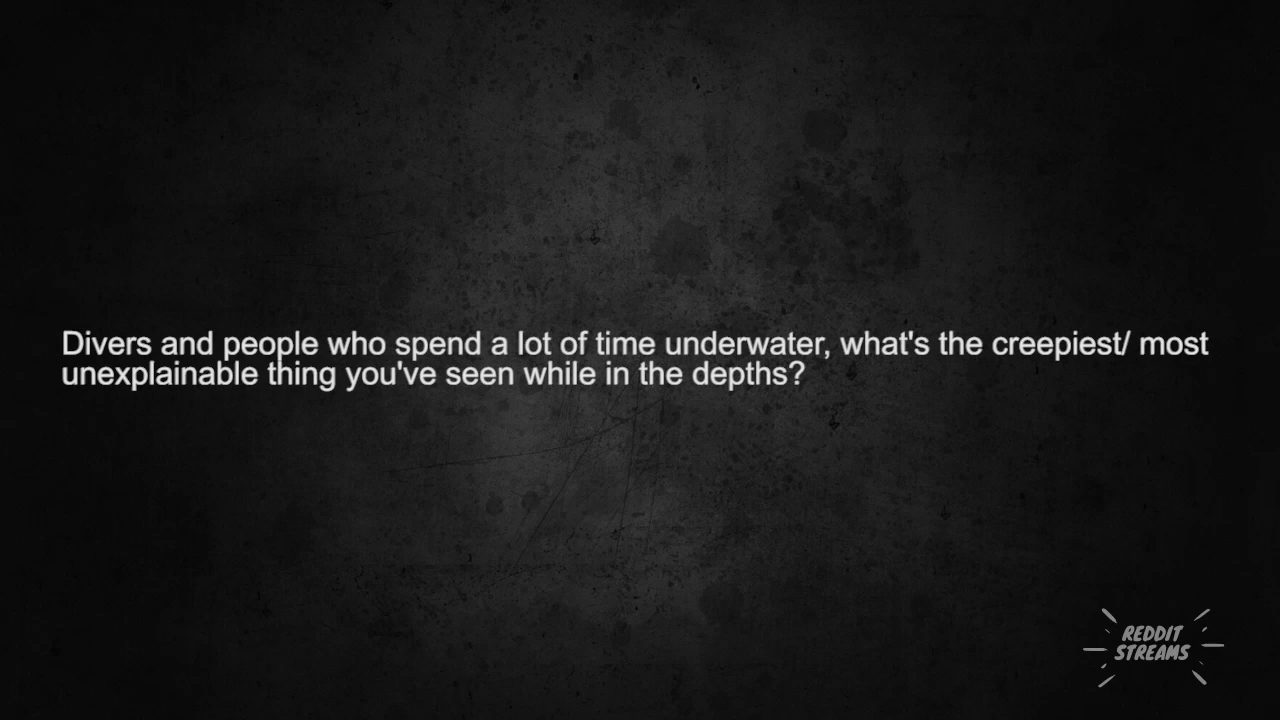 Divers and people who spend a lot of time underwater, what's the creepiest/ most
unexplainable thing you've seen while in the depths?
REDDIT
STREAMS